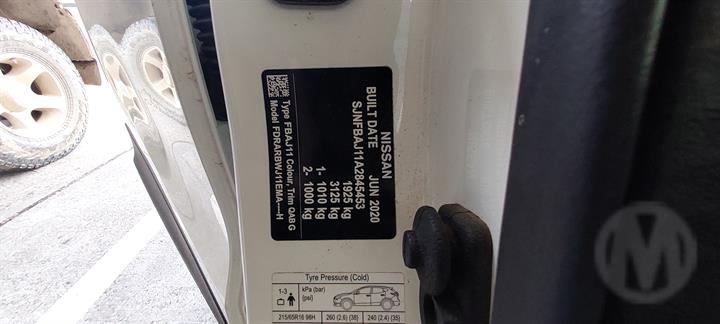 NISSAN
BUILT DATE JUN 2020
SJNFBAJ11A2845453
1925 kg
3125 kg
1- 1010 kg
2- 1000 kg
Type FBAJ11 Colour, Trim QABG
Model FDRARBWJ11EMA----H
Tyre Pressure (Cold)
1-3 kPa (bar)
(psi)
215/65R16 98H 260 (2.6) (38) 240 (2.4) (35)
M